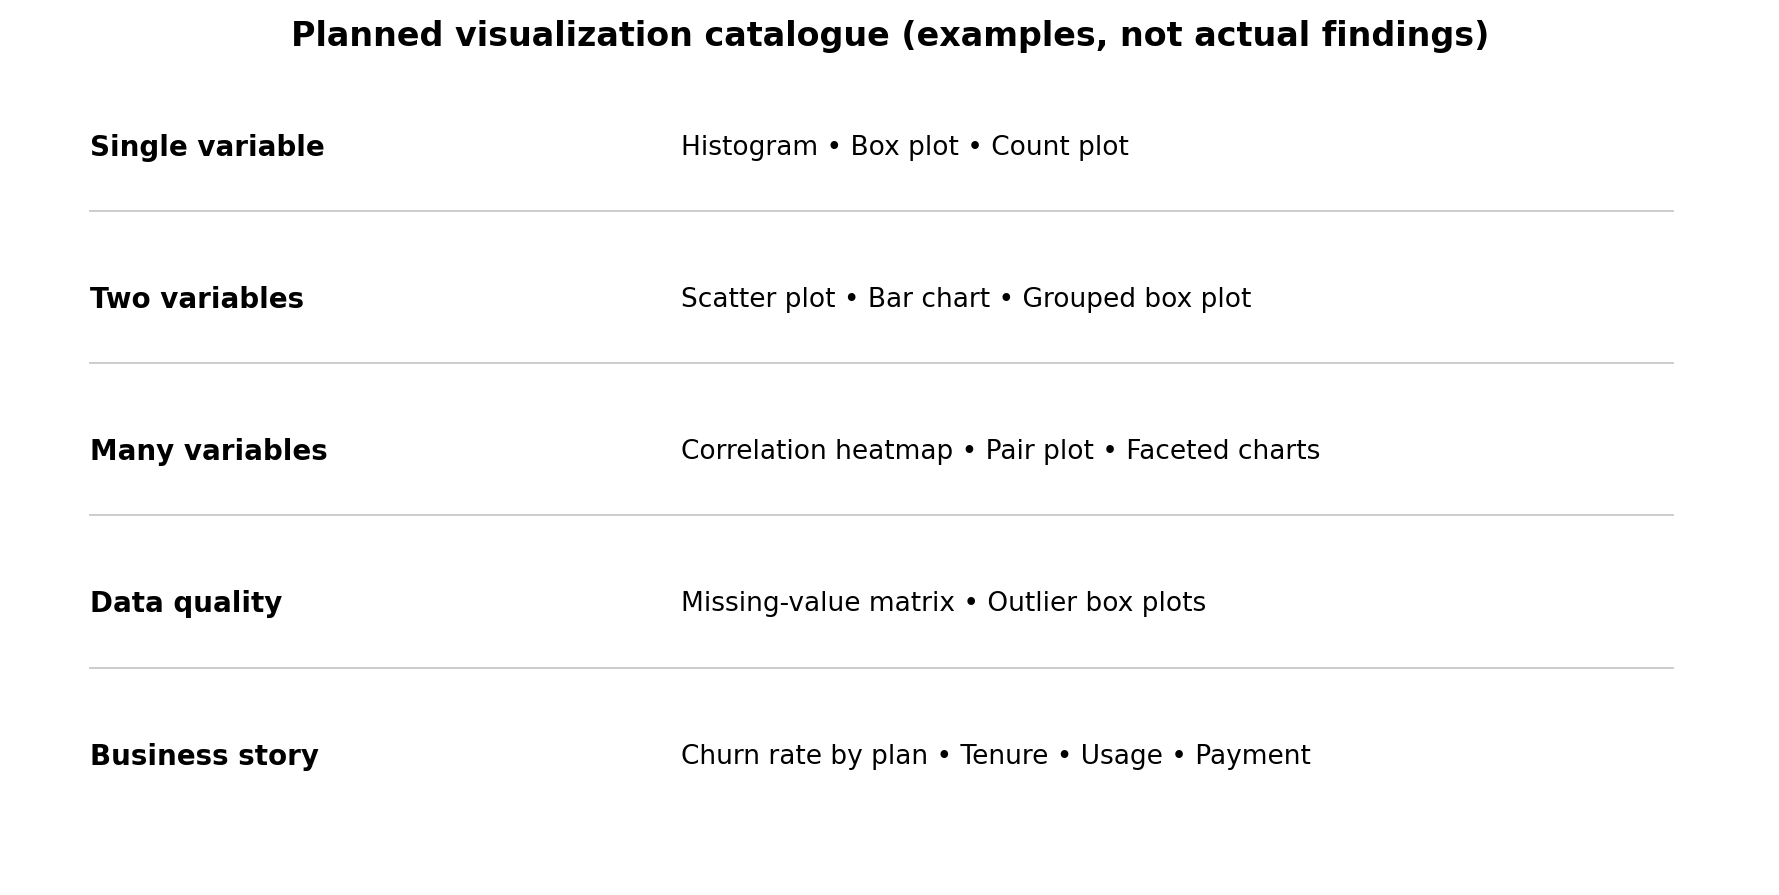 Planned visualization catalogue (examples, not actual findings)
Single variable Histogram • Box plot • Count plot
Two variables Scatter plot • Bar chart • Grouped box plot
Many variables Correlation heatmap • Pair plot • Faceted charts
Data quality Missing-value matrix • Outlier box plots
Business story Churn rate by plan • Tenure • Usage • Payment